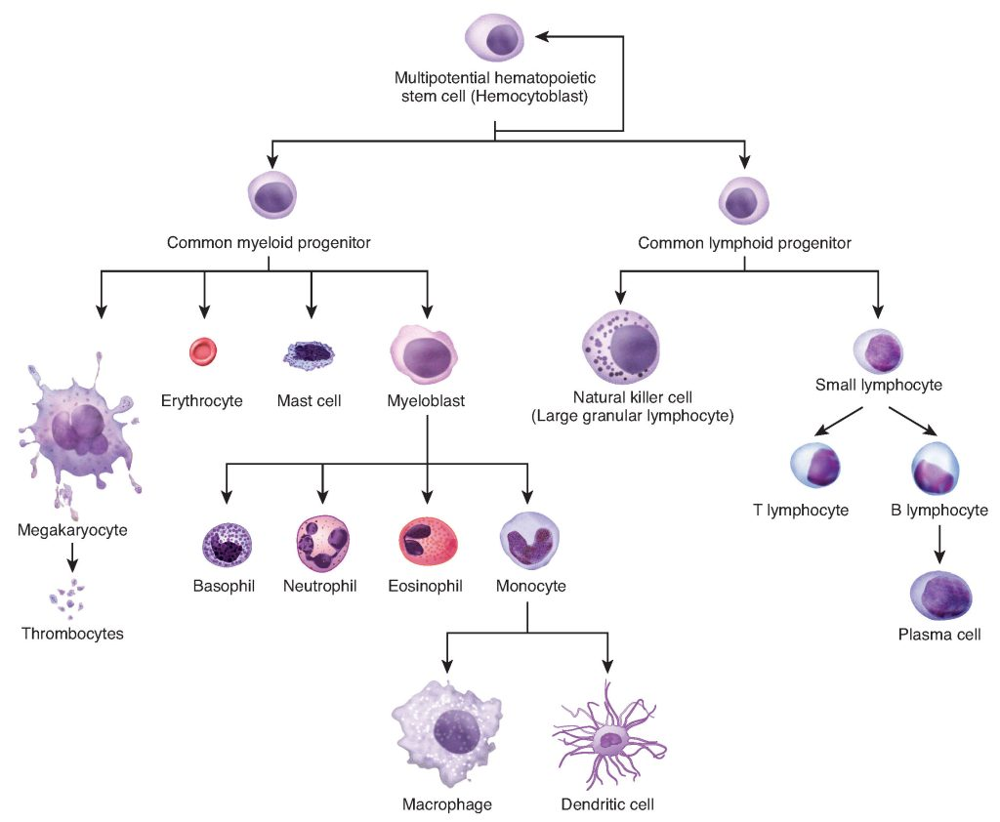 Multipotential hematopoietic
stem cell (Hemocytoblast)
Common myeloid progenitor
Common lymphoid progenitor
Erythrocyte
Mast cell
Myeloblast
Natural killer cell
(Large granular lymphocyte)
Small lymphocyte
T lymphocyte
B lymphocyte
Megakaryocyte
Basophil
Neutrophil
Eosinophil
Monocyte
Thrombocytes
Plasma cell
Macrophage
Dendritic cell